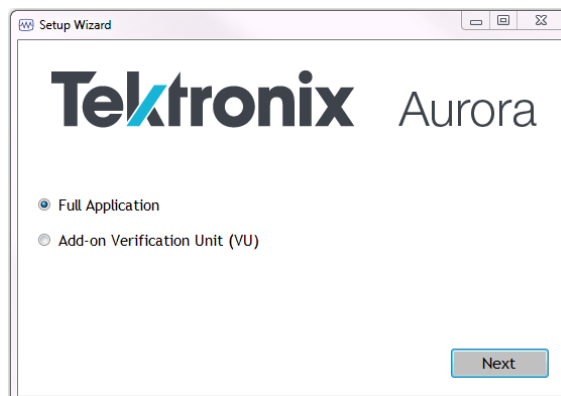 Setup Wizard
Tektronix Aurora
Full Application
Add-on Verification Unit (VU)
Next